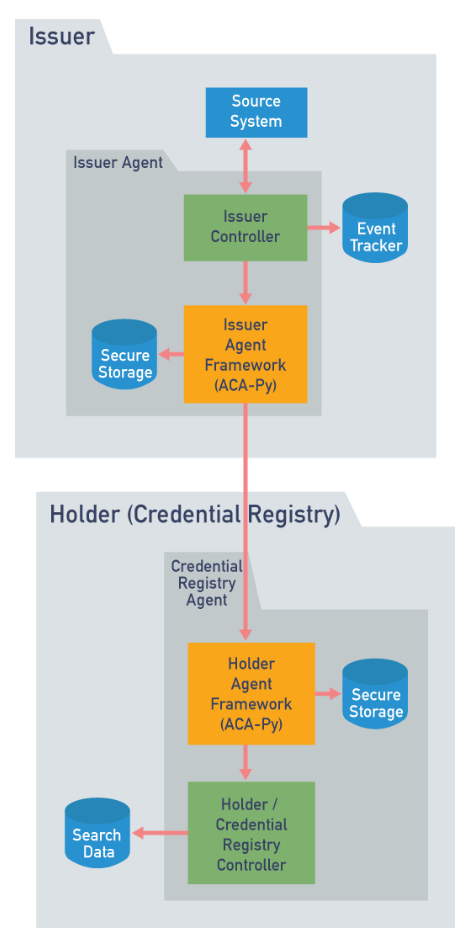 Issuer
Source
System
Issuer Agent
Issuer
Controller
Event
Tracker
Issuer
Agent
Framework
(ACA-Py)
Secure
Storage
Holder (Credential Registry)
Credential
Registry
Agent
Holder
Agent
Framework
(ACA-Py)
Secure
Storage
Holder /
Credential
Registry
Controller
Search
Data